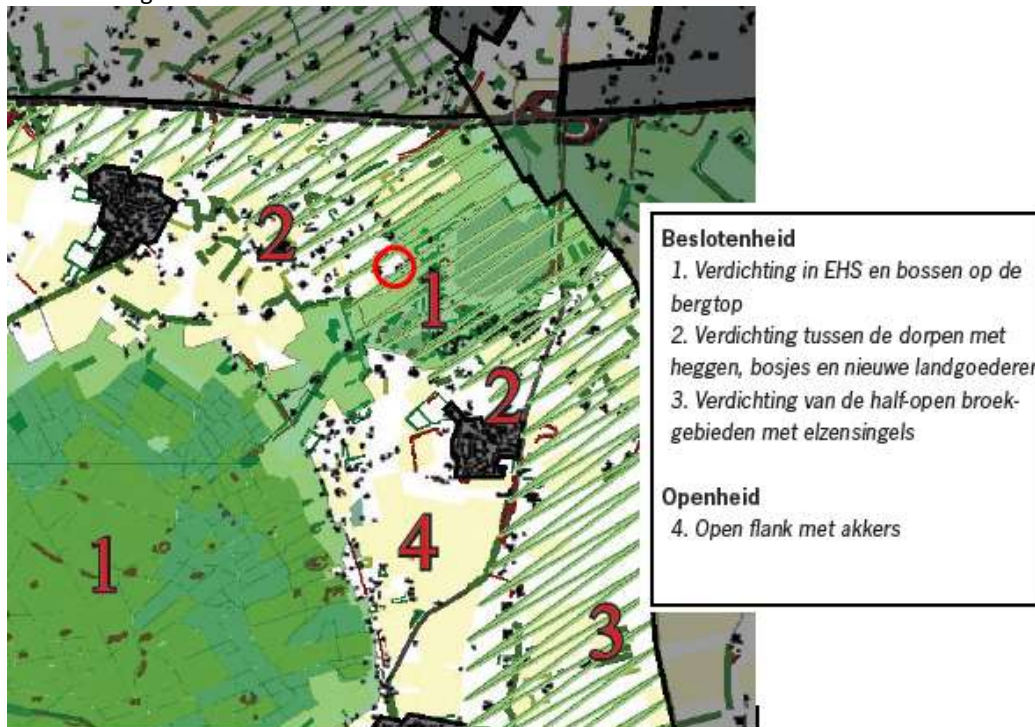 2
1
2
4
1
3
Beslotenheid
1. Verdichting in EHS en bossen op de
bergtop
2. Verdichting tussen de dorpen met
heggen, bosjes en nieuwe landgoederen
3. Verdichting van de half-open broek-
gebieden met elzensingels
Openheid
4. Open flank met akkers